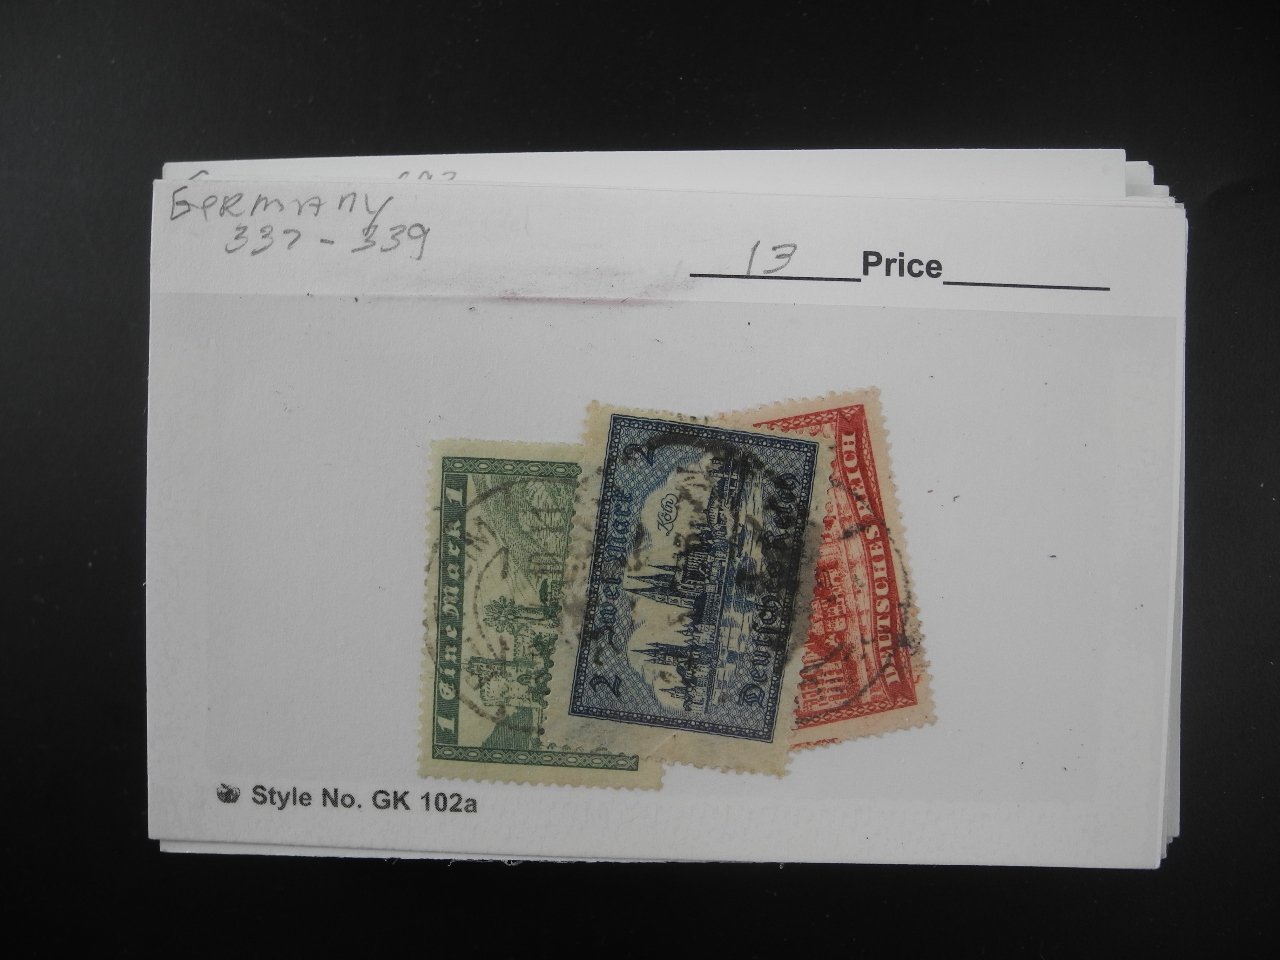 Germany
337-339
13 Price
1 Eine Mark 1
2 Zwei Mark 2
Köln
Deutsches Reich
DEUTSCHES REICH
Style No. GK 102a